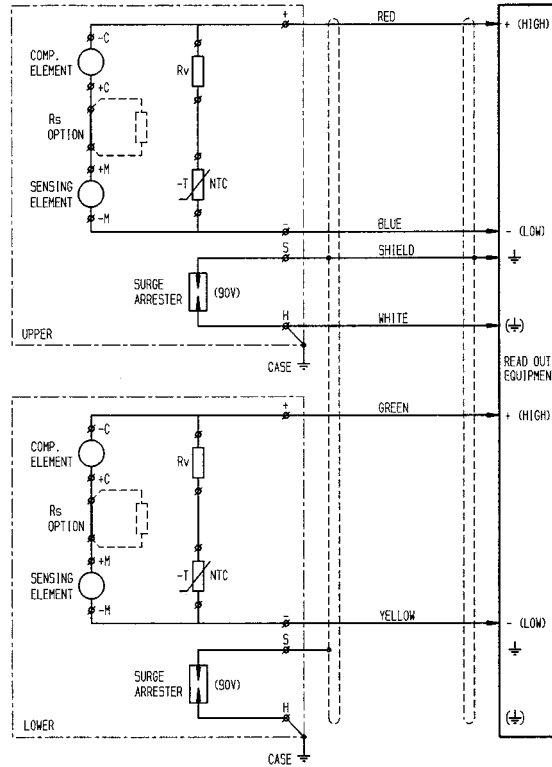 +
RED
+ (HIGH)
-C
COMP.
ELEMENT
+C
Rv
Rs
OPTION
+M
SENSING
ELEMENT
-M
-T
NTC
-
BLUE
- (LOW)
S
SHIELD
SURGE
ARRESTER
(90V)
H
WHITE
UPPER
CASE
READ OUT
EQUIPMEN
+
GREEN
+ (HIGH)
-C
COMP.
ELEMENT
+C
Rv
Rs
OPTION
+M
SENSING
ELEMENT
-M
-T
NTC
-
YELLOW
- (LOW)
S
SURGE
ARRESTER
(90V)
H
LOWER
CASE